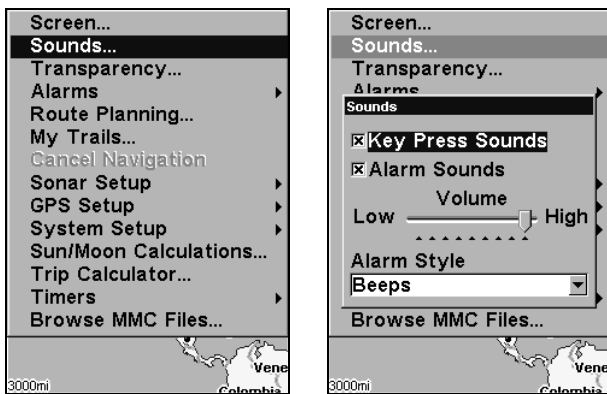 Screen...
Sounds...
Transparency...
Alarms
Route Planning...
My Trails...
Cancel Navigation
Sonar Setup
GPS Setup
System Setup
Sun/Moon Calculations...
Trip Calculator...
Timers
Browse MMC Files...
Vene
3000mi
Colombia
Screen...
Sounds...
Transparency...
Alarms
Sounds
Key Press Sounds
Alarm Sounds
Volume
Low High
Alarm Style
Beeps
Browse MMC Files...
Vene
3000mi
Colombia